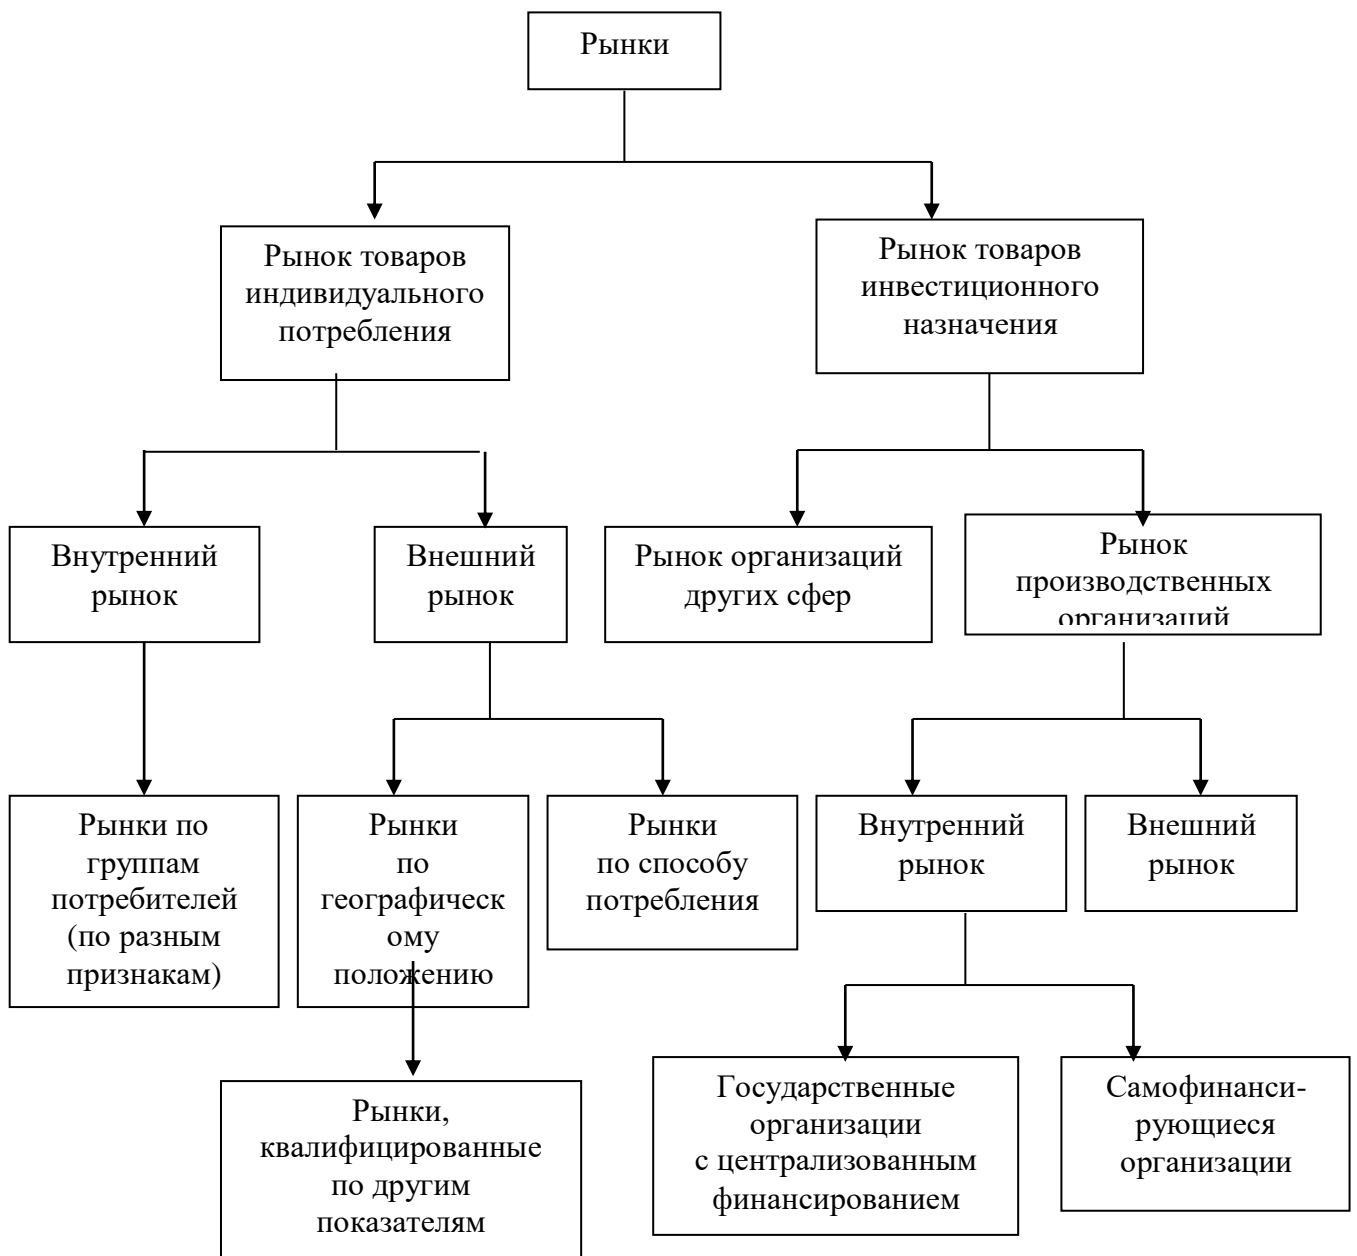 Рынки
Рынок товаров
индивидуального
потребления
Рынок товаров
инвестиционного
назначения
Внутренний
рынок
Внешний
рынок
Рынок организаций
других сфер
Рынок
производственных
организаций
Рынки по
группам
потребителей
(по разным
признакам)
Рынки
по
географическ
ому
положению
Рынки
по способу
потребления
Внутренний
рынок
Внешний
рынок
Рынки,
квалифицированные
по другим
показателям
Государственные
организации
с централизованным
финансированием
Самофинанси-
рующиеся
организации